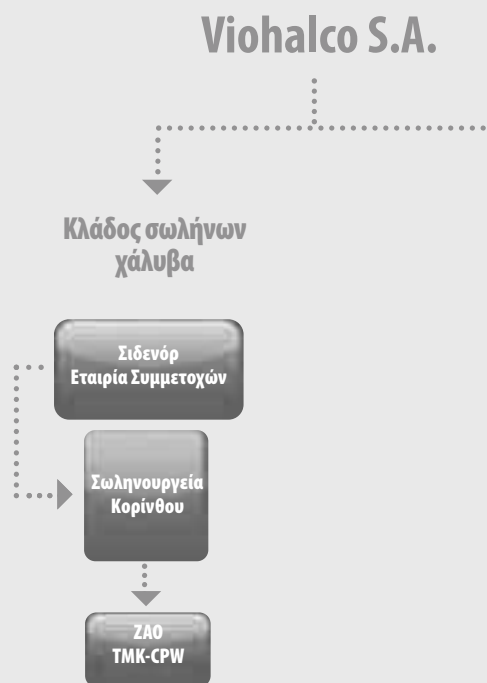 Viohalco S.A.
Κλάδος σωλήνων
χάλυβα
Σιδενόρ
Εταιρία Συμμετοχών
Σωληνουργεία
Κορίνθου
ZAO
TMK-CPW